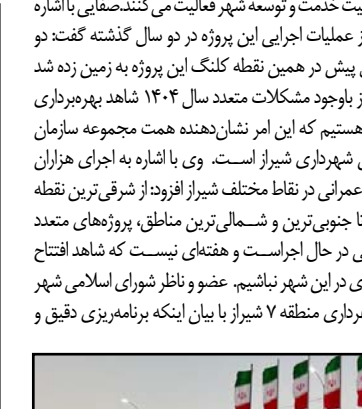 یت خدمت و توسعه شهر فعالیت می کنند.صفایی با اشاره
ز عملیات اجرایی این پروژه در دو سال گذشته گفت: دو
پیش در همین نقطه کلنگ این پروژه به زمین زده شد
ز باوجود مشکلات متعدد سال ۱۴۰۴ شاهد بهره‌برداری
هستیم که این امر نشان‌دهنده همت مجموعه سازمان
شهرداری شیراز است. وی با اشاره به اجرای هزاران
عمرانی در نقاط مختلف شیراز افزود: از شرقی‌ترین نقطه
تا جنوبی‌ترین و شمالی‌ترین مناطق، پروژه‌های متعدد
ی در حال اجراست و هفته‌ای نیست که شاهد افتتاح
ی در این شهر نباشیم. عضو و ناظر شورای اسلامی شهر
هرداری منطقه ۷ شیراز با بیان اینکه برنامه‌ریزی دقیق و